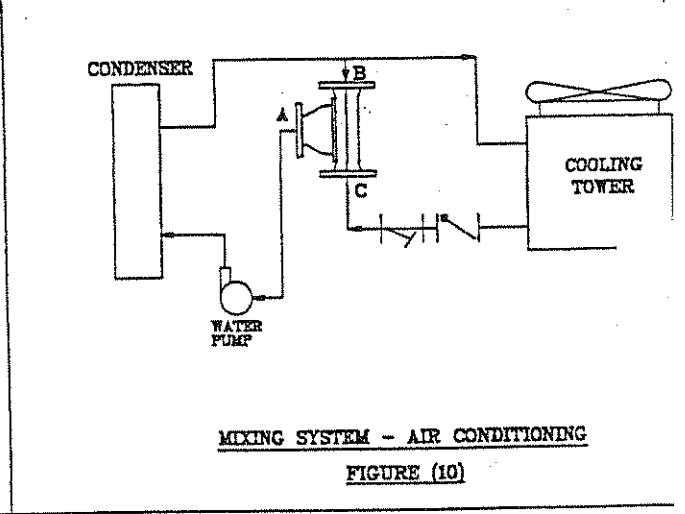 CONDENSER
B
A
COOLING
TOWER
C
WATER
PUMP
MIXING SYSTEM - AIR CONDITIONING
FIGURE (10)